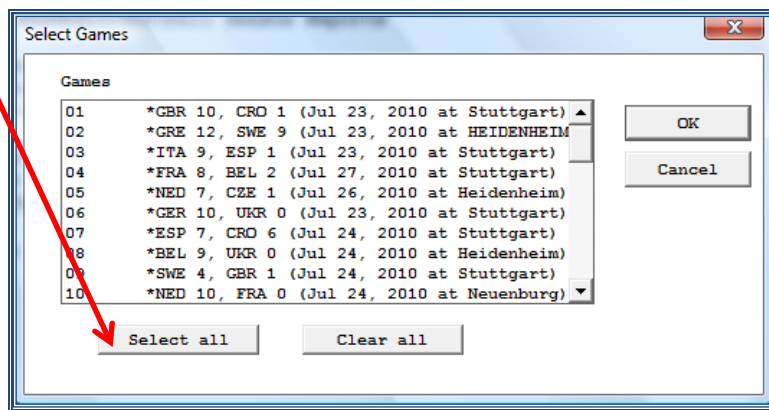 Select Games
Games
01 *GBR 10, CRO 1 (Jul 23, 2010 at Stuttgart)
02 *GRE 12, SWE 9 (Jul 23, 2010 at HEIDENHEIM
03 *ITA 9, ESP 1 (Jul 23, 2010 at Stuttgart)
04 *FRA 8, BEL 2 (Jul 27, 2010 at Stuttgart)
05 *NED 7, CZE 1 (Jul 26, 2010 at Heidenheim)
06 *GER 10, UKR 0 (Jul 23, 2010 at Stuttgart)
07 *ESP 7, CRO 6 (Jul 24, 2010 at Stuttgart)
08 *BEL 9, UKR 0 (Jul 24, 2010 at Heidenheim)
09 *SWE 4, GBR 1 (Jul 24, 2010 at Stuttgart)
10 *NED 10, FRA 0 (Jul 24, 2010 at Neuenburg)
OK
Cancel
Select all Clear all